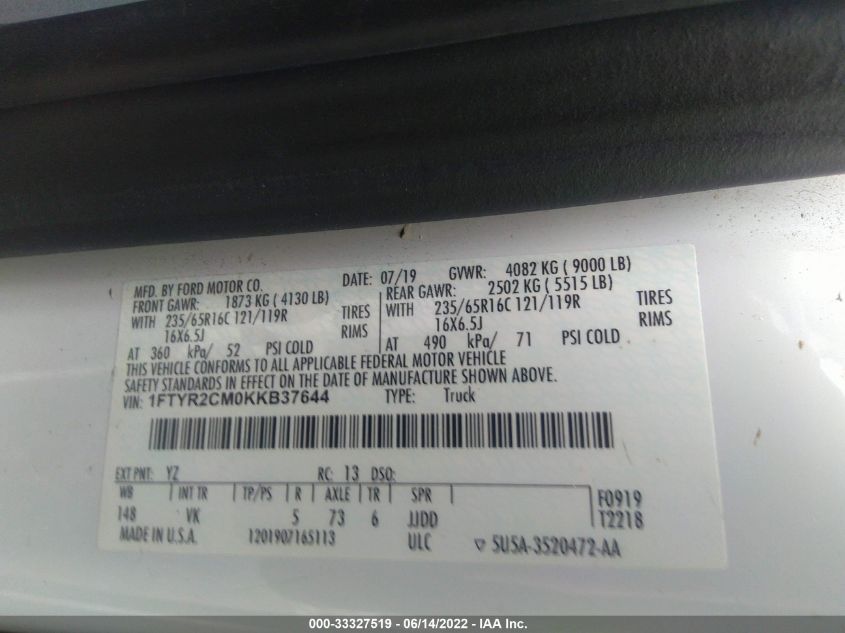 MFD. BY FORD MOTOR CO. DATE: 07/19 GVWR: 4082 KG ( 9000 LB)
FRONT GAWR: 1873 KG ( 4130 LB) REAR GAWR: 2502 KG ( 5515 LB)
WITH 235/65R16C 121/119R TIRES WITH 235/65R16C 121/119R TIRES
16X6.5J RIMS 16X6.5J RIMS
AT 360 kPa/ 52 PSI COLD AT 490 kPa/ 71 PSI COLD
THIS VEHICLE CONFORMS TO ALL APPLICABLE FEDERAL MOTOR VEHICLE
SAFETY STANDARDS IN EFFECT ON THE DATE OF MANUFACTURE SHOWN ABOVE.
VIN: 1FTYR2CM0KKB37644 TYPE: Truck
EXT PNT: YZ RC: 13 DSO:
WB INT TR TP/PS R AXLE TR SPR F0919
148 VK 5 73 6 JJDD T2218
MADE IN U.S.A. 1201907165113 ULC ▽ 5U5A-3520472-AA
000-33327519 - 06/14/2022 - IAA Inc.